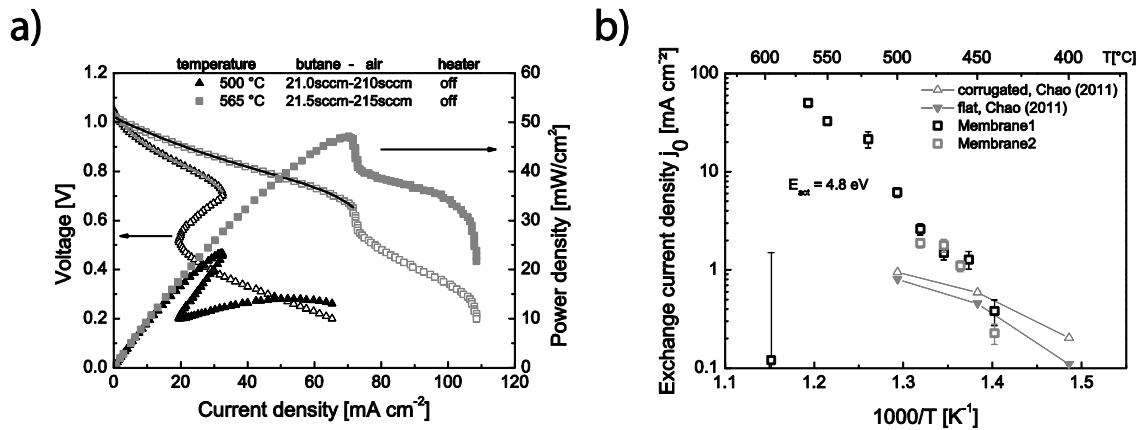 a)
temperature butane - air heater
500 °C 21.0sccm-210sccm off
565 °C 21.5sccm-215sccm off
1.2
1.0
0.8
0.6
0.4
0.2
0.0
Voltage [V]
60
50
40
30
20
10
0
Power density [mW/cm²]
0 20 40 60 80 100 120
Current density [mA cm⁻²]
b)
600 550 500 450 400 T[°C]
100
10
1
0.1
Exchange current density j₀ [mA cm⁻²]
corrugated, Chao (2011)
flat, Chao (2011)
Membrane1
Membrane2
E_act = 4.8 eV
1.1 1.2 1.3 1.4 1.5
1000/T [K⁻¹]